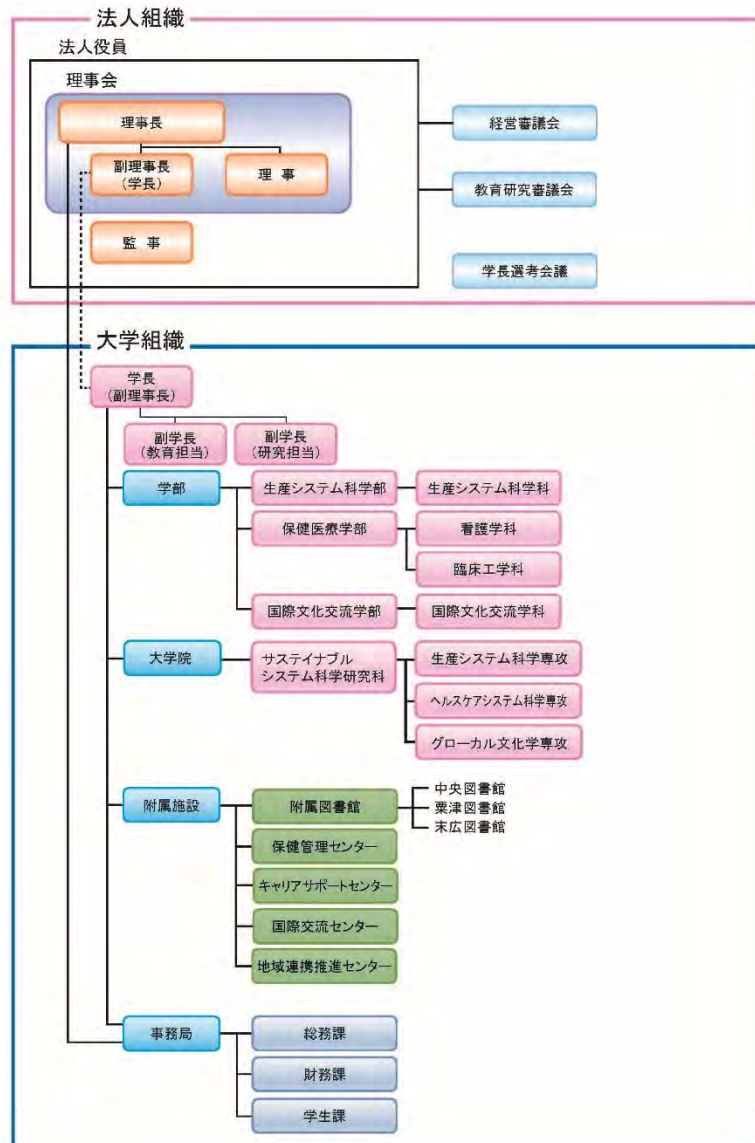 法人組織
法人役員
理事会
理事長
副理事長
(学長)
理 事
監 事
経営審議会
教育研究審議会
学長選考会議
大学組織
学長
(副理事長)
副学長
(教育担当)
副学長
(研究担当)
学部
生産システム科学部
生産システム科学科
保健医療学部
看護学科
臨床工学科
国際文化交流学部
国際文化交流学科
大学院
サステイナブル
システム科学研究科
生産システム科学専攻
ヘルスケアシステム科学専攻
グローカル文化学専攻
附属施設
附属図書館
中央図書館
粟津図書館
末広図書館
保健管理センター
キャリアサポートセンター
国際交流センター
地域連携推進センター
事務局
総務課
財務課
学生課